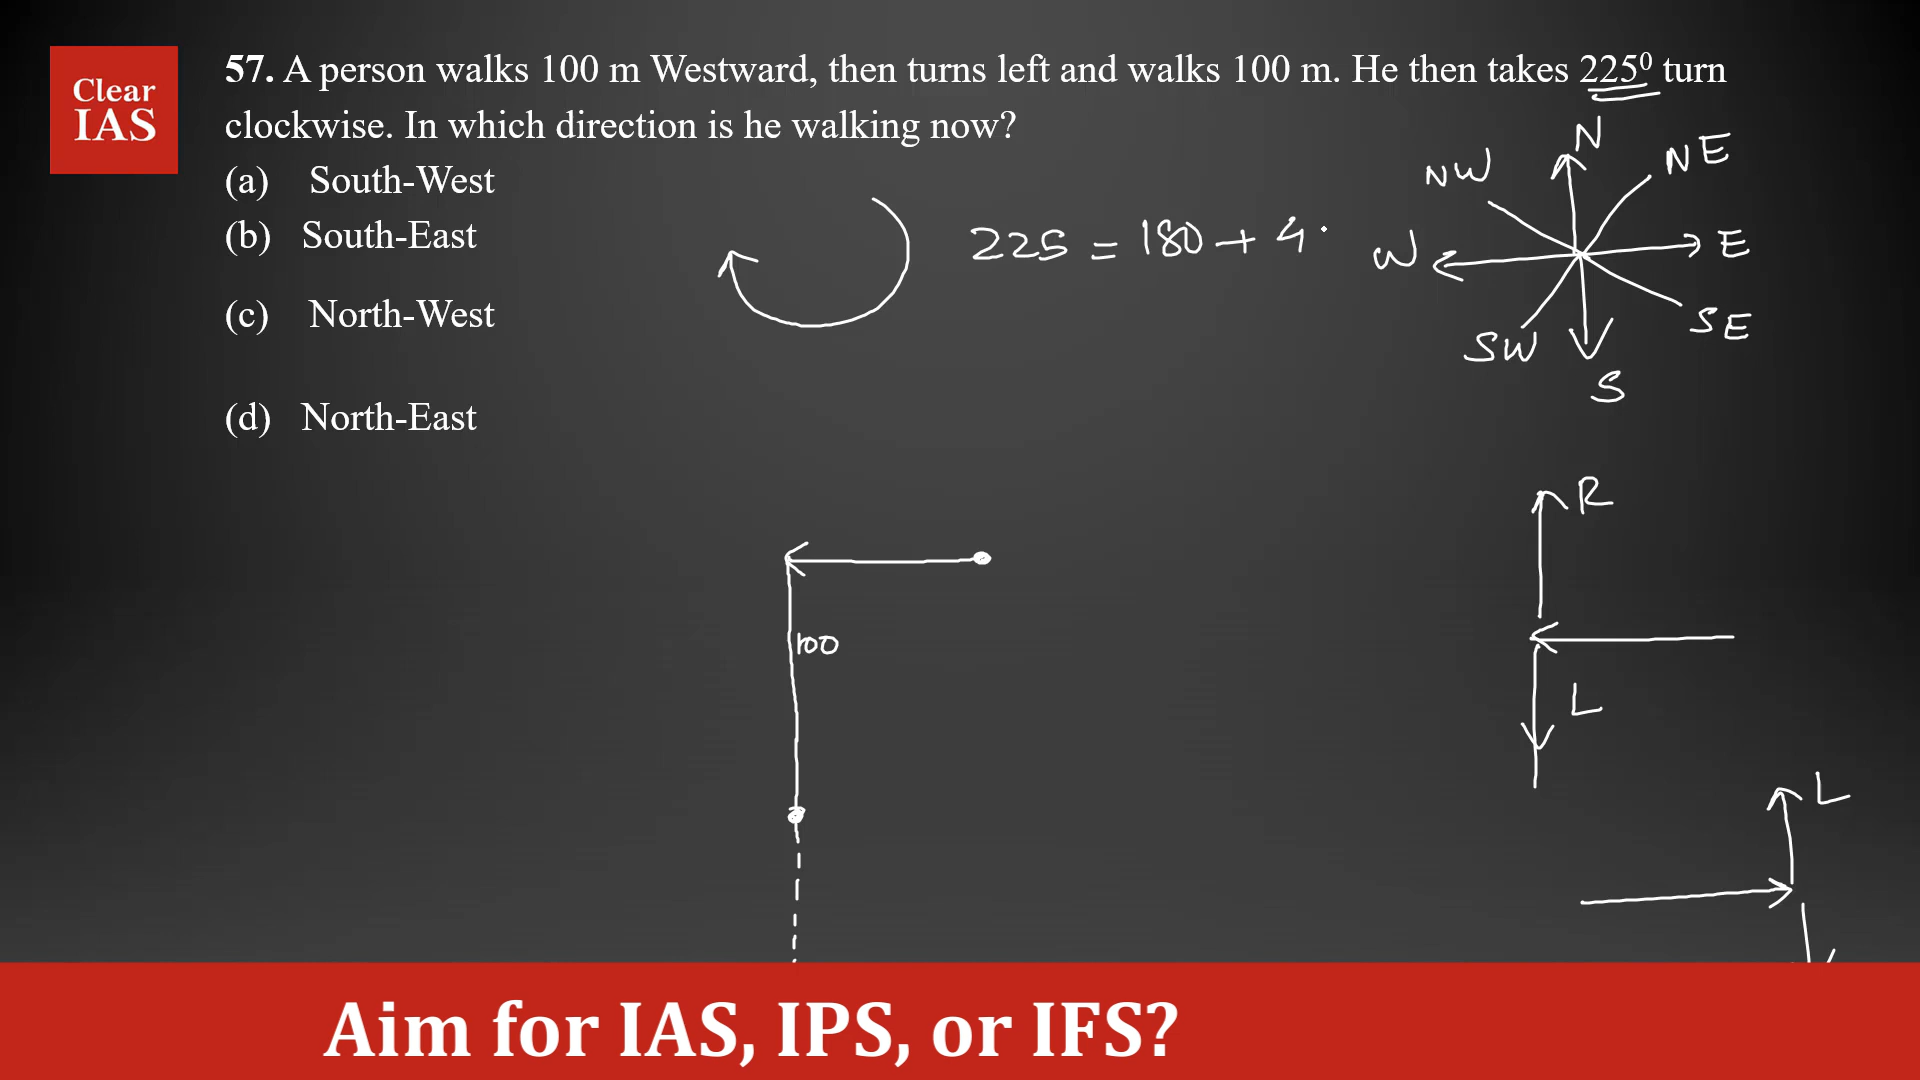 Clear
IAS
57. A person walks 100 m Westward, then turns left and walks 100 m. He then takes 225⁰ turn
clockwise. In which direction is he walking now?
(a) South-West
(b) South-East
(c) North-West
(d) North-East
225 = 180 + 4
N
NE
NW
W
E
SW
SE
S
R
100
L
L
Aim for IAS, IPS, or IFS?